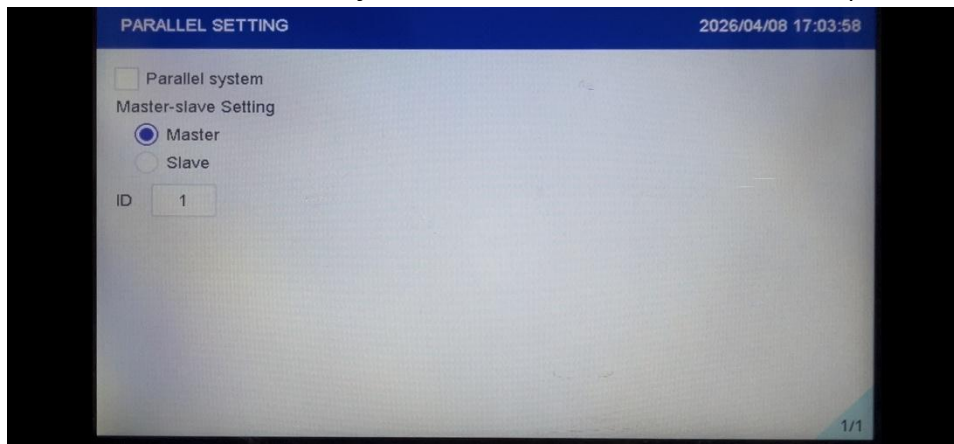 PARALLEL SETTING 2026/04/08 17:03:58
Parallel system
Master-slave Setting
Master
Slave
ID 1
1/1